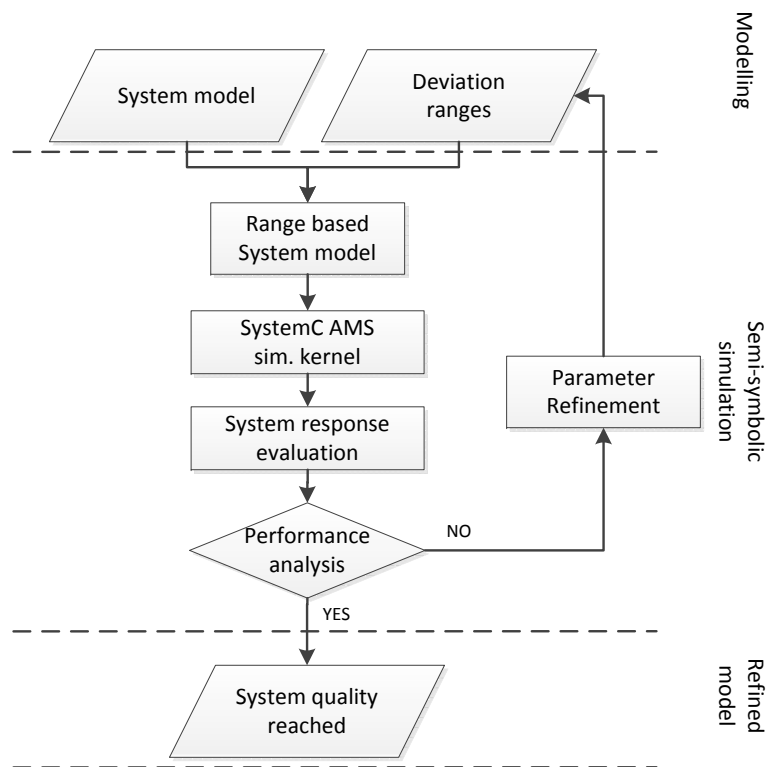 System model
Deviation
ranges
Modelling
Range based
System model
SystemC AMS
sim. kernel
System response
evaluation
Parameter
Refinement
Semi-symbolic
simulation
Performance
analysis
NO
YES
System quality
reached
Refined
model